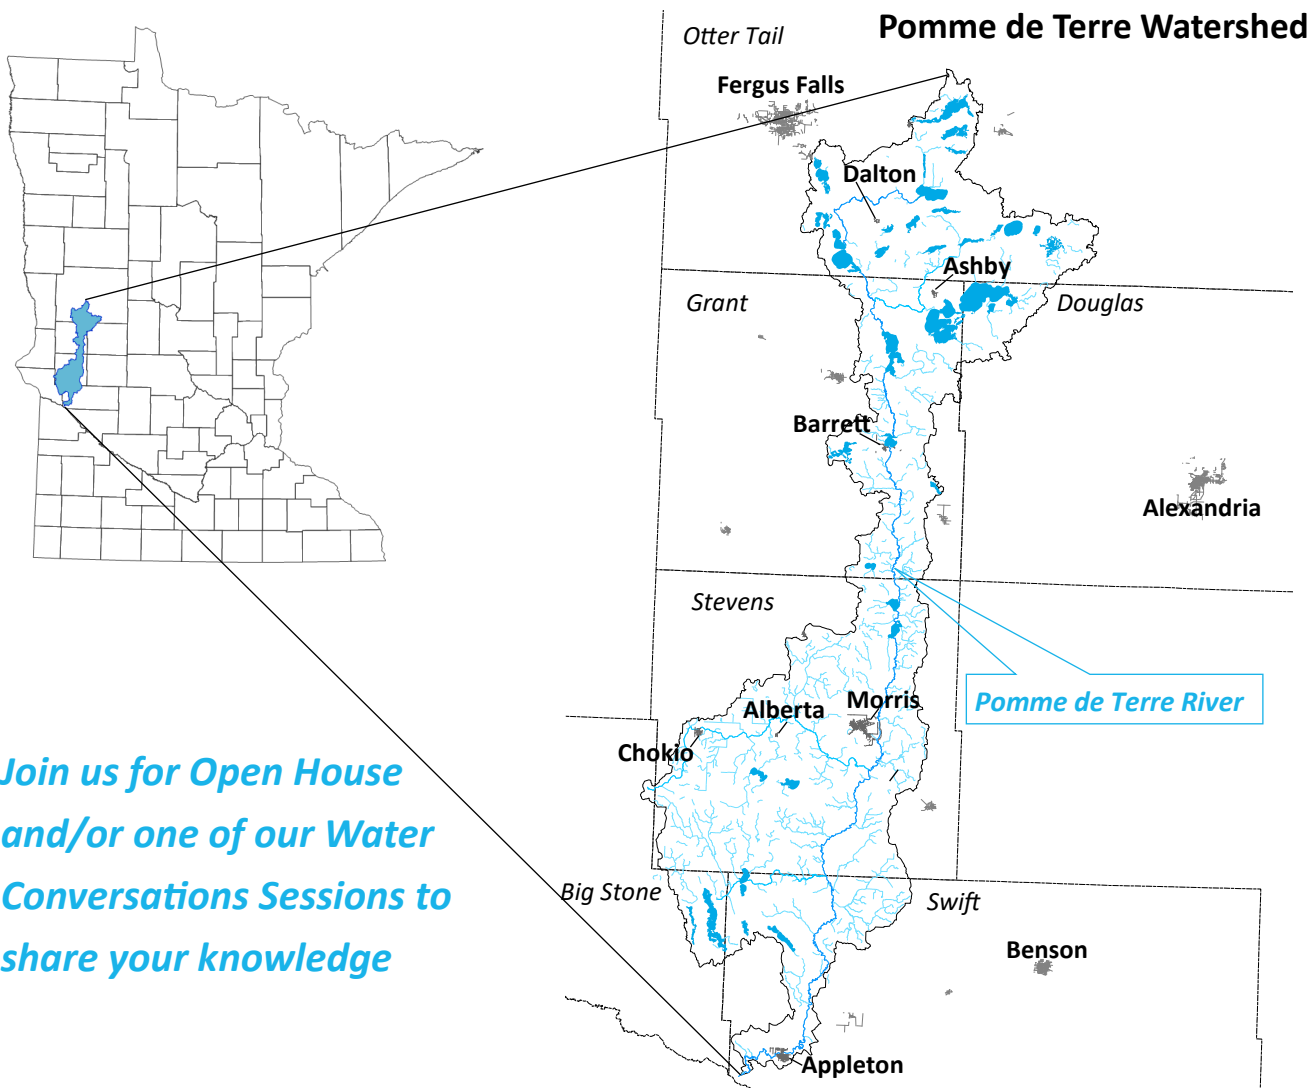 Pomme de Terre Watershed
Otter Tail
Fergus Falls
Dalton
Ashby
Grant
Douglas
Barrett
Alexandria
Stevens
Pomme de Terre River
Morris
Alberta
Chokio
Join us for Open House
and/or one of our Water
Conversations Sessions to
share your knowledge
Big Stone
Swift
Benson
Appleton